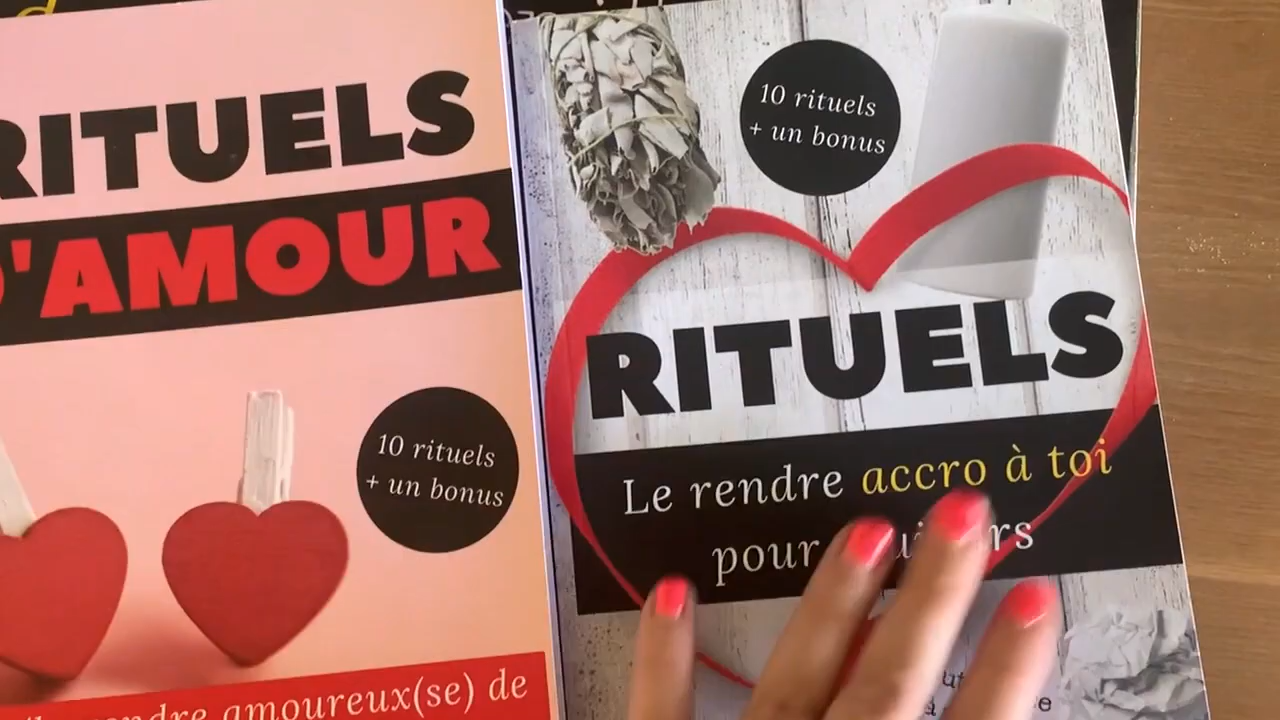 RITUELS
D'AMOUR
10 rituels
+ un bonus
rendre amoureux(se) de
10 rituels
+ un bonus
RITUELS
Le rendre accro à toi
pour